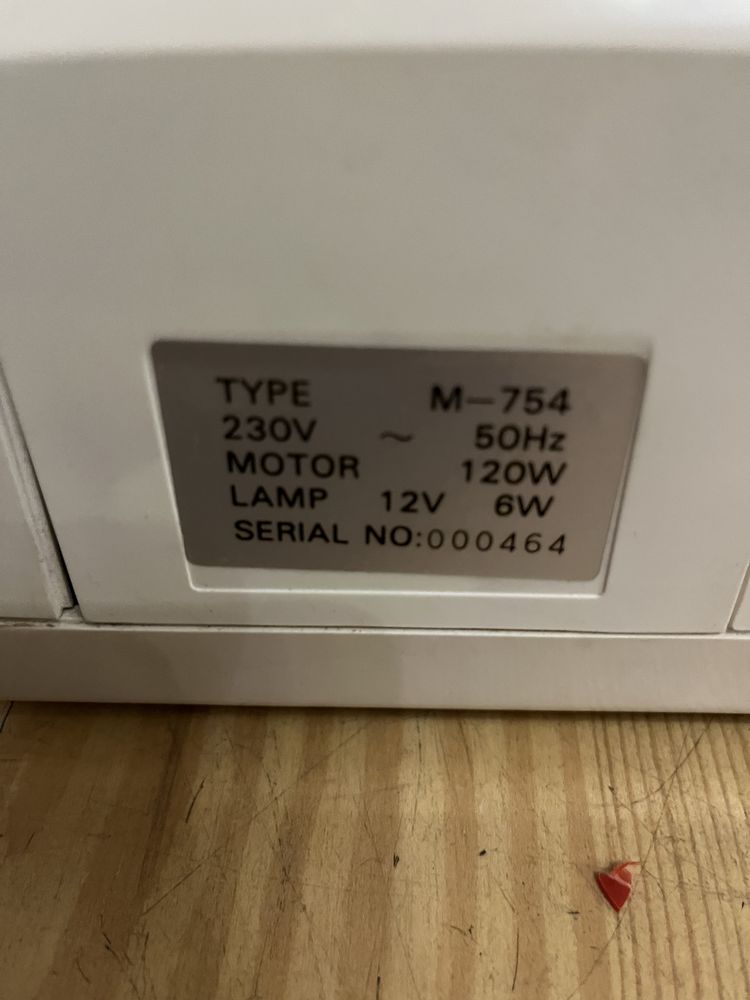 TYPE M-754
230V ~ 50Hz
MOTOR 120W
LAMP 12V 6W
SERIAL NO:000464